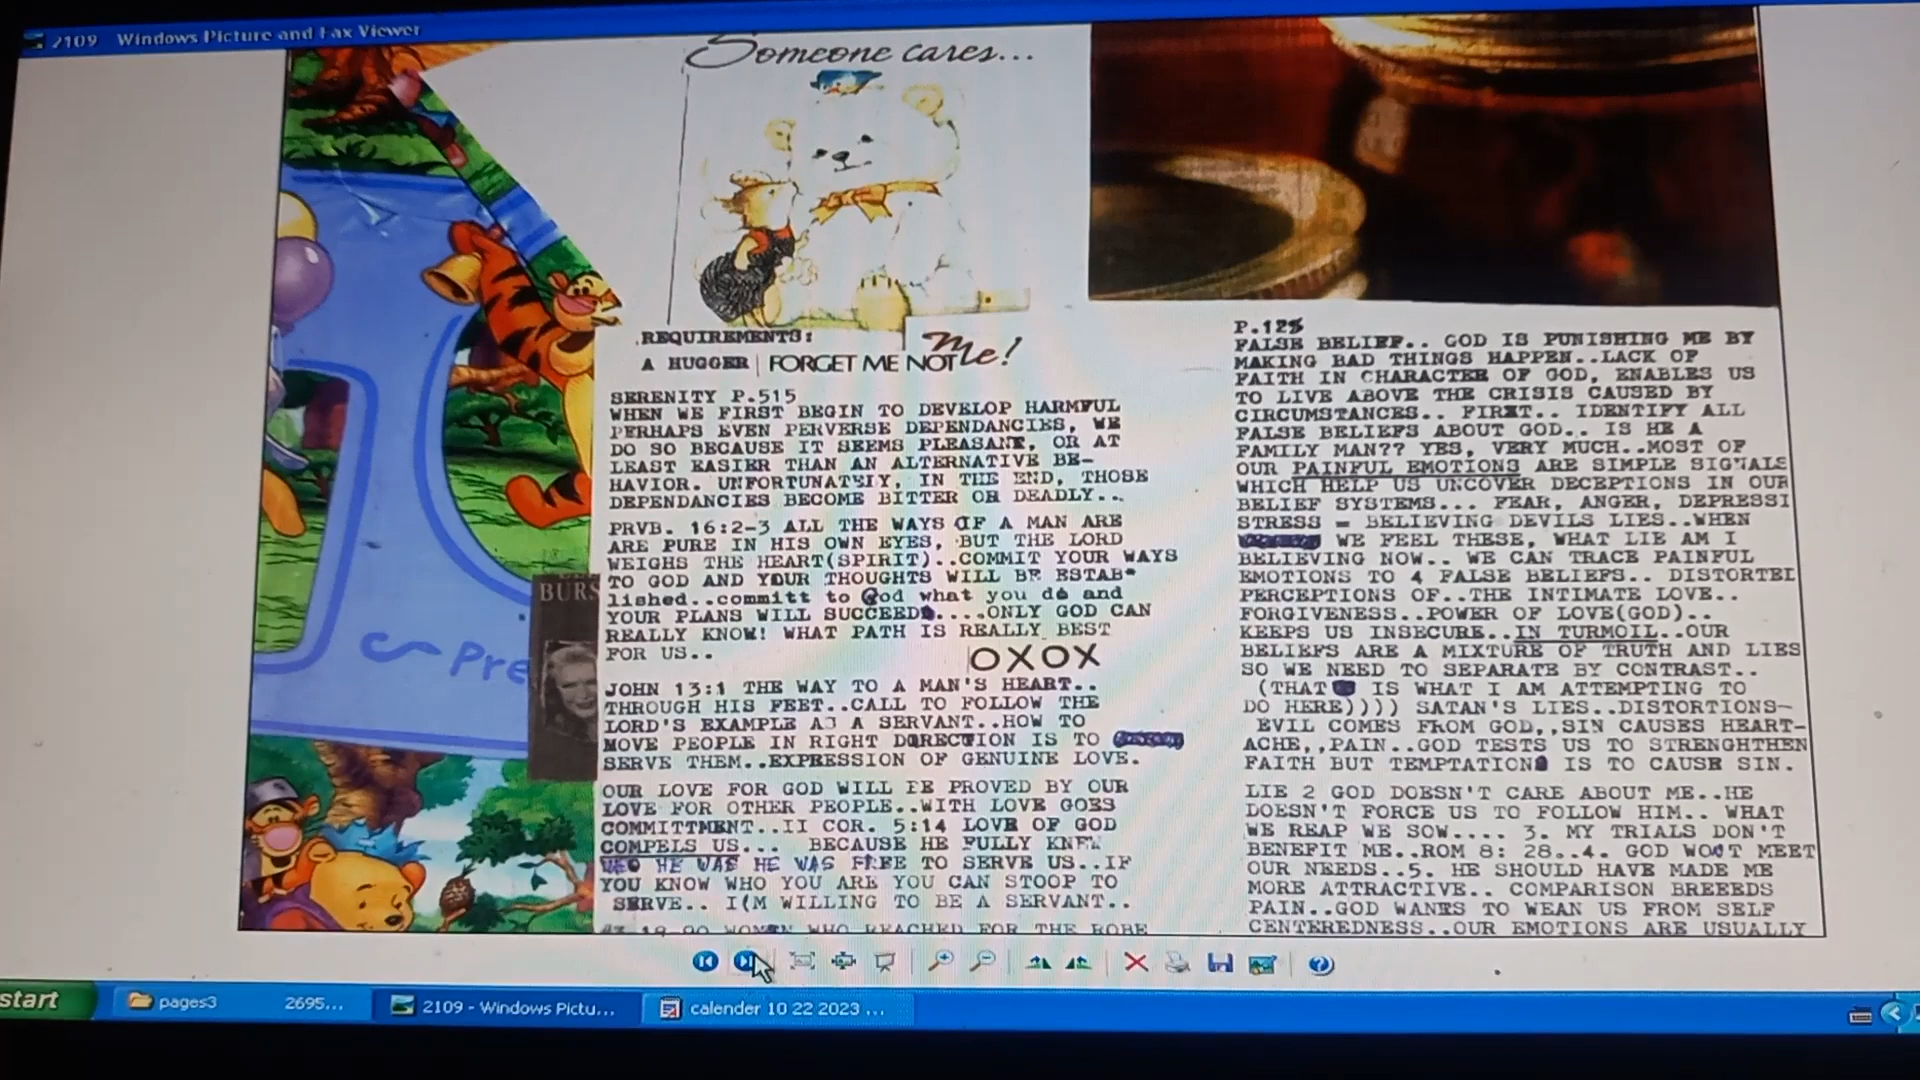 2109 Windows Picture and Fax Viewer
Someone cares...
REQUIREMENTS:
A HUGGER
FORGET ME NOT
Me!
SERENITY P.515
WHEN WE FIRST BEGIN TO DEVELOP HARMFUL
PERHAPS EVEN PERVERSE DEPENDANCIES, WE
DO SO BECAUSE IT SEEMS PLEASANT, OR AT
LEAST EASIER THAN AN ALTERNATIVE BE-
HAVIOR. UNFORTUNATELY, IN THE END, THOSE
DEPENDANCIES BECOME BITTER OR DEADLY...
PRVB. 16:2-3 ALL THE WAYS OF A MAN ARE
ARE PURE IN HIS OWN EYES, BUT THE LORD
WEIGHS THE HEART(SPIRIT)..COMMIT YOUR WAYS
TO GOD AND YOUR THOUGHTS WILL BE ESTAB-
lished..committ to God what you do and
YOUR PLANS WILL SUCCEED.....ONLY GOD CAN
REALLY KNOW! WHAT PATH IS REALLY BEST
FOR US..
OXOX
JOHN 13:1 THE WAY TO A MAN'S HEART..
THROUGH HIS FEET..CALL TO FOLLOW THE
LORD'S EXAMPLE AS A SERVANT..HOW TO
MOVE PEOPLE IN RIGHT DIRECTION IS TO
SERVE THEM..EXPRESSION OF GENUINE LOVE.
OUR LOVE FOR GOD WILL BE PROVED BY OUR
LOVE FOR OTHER PEOPLE..WITH LOVE GOES
COMMITTMENT..II COR. 5:14 LOVE OF GOD
COMPELS US... BECAUSE HE FULLY KNEW
WHO HE WAS HE WAS FREE TO SERVE US..IF
YOU KNOW WHO YOU ARE YOU CAN STOOP TO
SERVE.. I(M WILLING TO BE A SERVANT..
WOMEN WHO REACHED FOR THE ROBE
~ Pre
BURS
P.125
FALSE BELIEF.. GOD IS PUNISHING ME BY
MAKING BAD THINGS HAPPEN..LACK OF
FAITH IN CHARACTER OF GOD, ENABLES US
TO LIVE ABOVE THE CRISIS CAUSED BY
CIRCUMSTANCES.. FIRST.. IDENTIFY ALL
FALSE BELIEFS ABOUT GOD.. IS HE A
FAMILY MAN?? YES, VERY MUCH..MOST OF
OUR PAINFUL EMOTIONS ARE SIMPLE SIGNALS
WHICH HELP US UNCOVER DECEPTIONS IN OUR
BELIEF SYSTEMS... FEAR, ANGER, DEPRESSI
STRESS = BELIEVING DEVILS LIES..WHEN
WE FEEL THESE, WHAT LIE AM I
BELIEVING NOW.. WE CAN TRACE PAINFUL
EMOTIONS TO 4 FALSE BELIEFS.. DISTORTED
PERCEPTIONS OF..THE INTIMATE LOVE..
FORGIVENESS..POWER OF LOVE(GOD)..
KEEPS US INSECURE..IN TURMOIL..OUR
BELIEFS ARE A MIXTURE OF TRUTH AND LIES
SO WE NEED TO SEPARATE BY CONTRAST..
(THAT IS WHAT I AM ATTEMPTING TO
DO HERE)))) SATAN'S LIES..DISTORTIONS-
EVIL COMES FROM GOD,,SIN CAUSES HEART-
ACHE,,PAIN..GOD TESTS US TO STRENGHTHEN
FAITH BUT TEMPTATION IS TO CAUSE SIN.
LIE 2 GOD DOESN'T CARE ABOUT ME..HE
DOESN'T FORCE US TO FOLLOW HIM.. WHAT
WE REAP WE SOW.... 3. MY TRIALS DON'T
BENEFIT ME..ROM 8: 28..4. GOD WON'T MEET
OUR NEEDS..5. HE SHOULD HAVE MADE ME
MORE ATTRACTIVE.. COMPARISON BREEEDS
PAIN..GOD WANTS TO WEAN US FROM SELF
CENTEREDNESS..OUR EMOTIONS ARE USUALLY
start
pages3
2695...
2109 - Windows Pictu...
calender 10 22 2023 ...